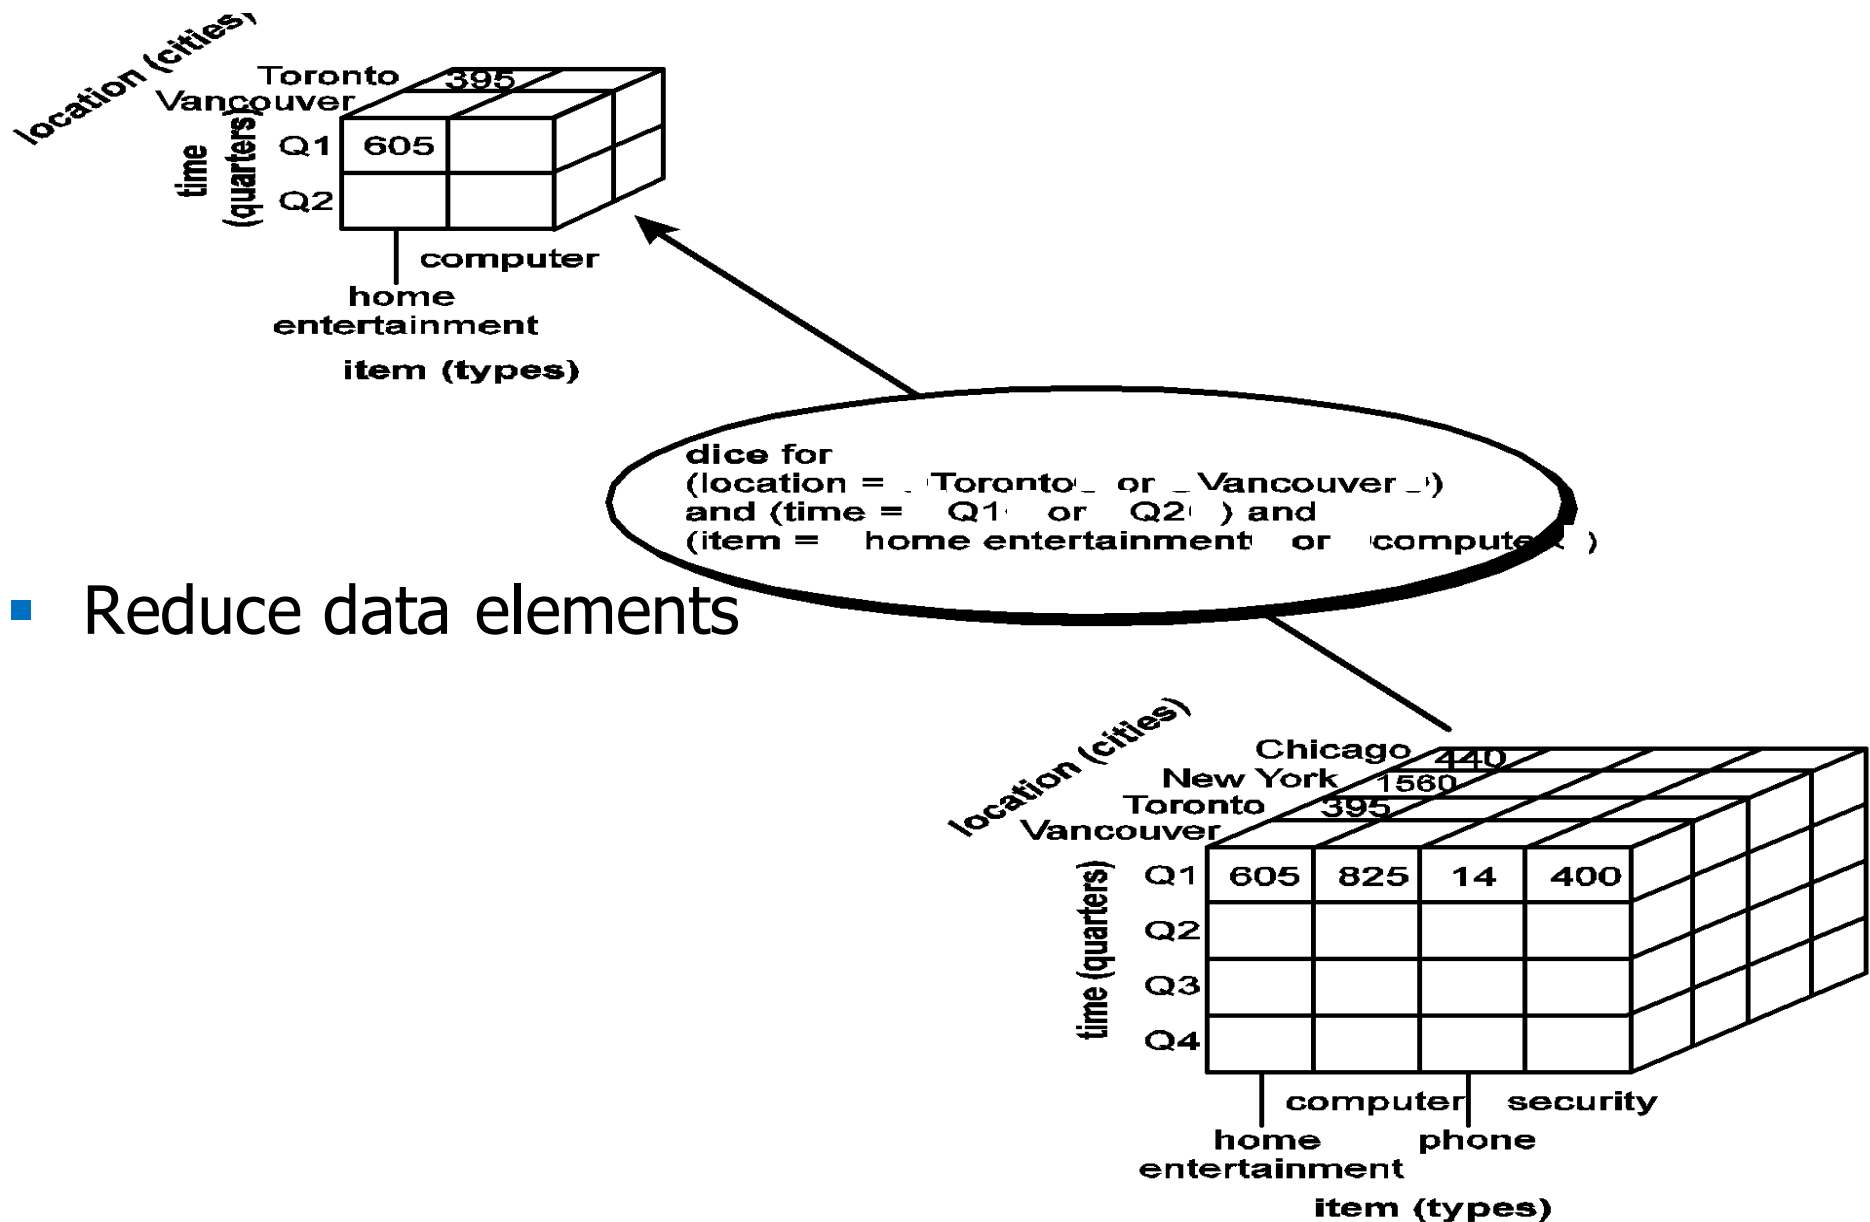 location (cities)
Toronto 395
Vancouver
time
(quarters)
Q1 605
Q2
computer
home
entertainment
item (types)
dice for
(location = Toronto or Vancouver )
and (time = Q1 or Q2 ) and
(item = home entertainment or computer )
▪ Reduce data elements
location (cities)
Chicago 440
New York 1560
Toronto 395
Vancouver
time (quarters)
Q1 605 825 14 400
Q2
Q3
Q4
computer security
home phone
entertainment
item (types)